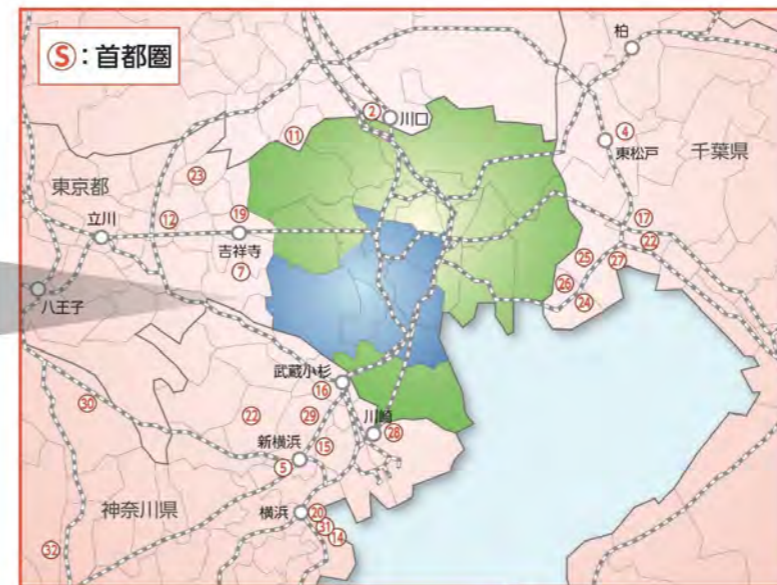 Ⓢ：首都圏
柏
②
川口
⑪
④
東松戸
千葉県
㉓
東京都
立川
⑫
⑲
吉祥寺
⑦
⑰
㉒
㉕
㉗
㉖
㉔
八王子
武蔵小杉
⑯
㉚
㉒
㉙
川崎
㉘
新横浜
⑮
⑤
神奈川県
横浜
⑳
㉛
⑭
㉜